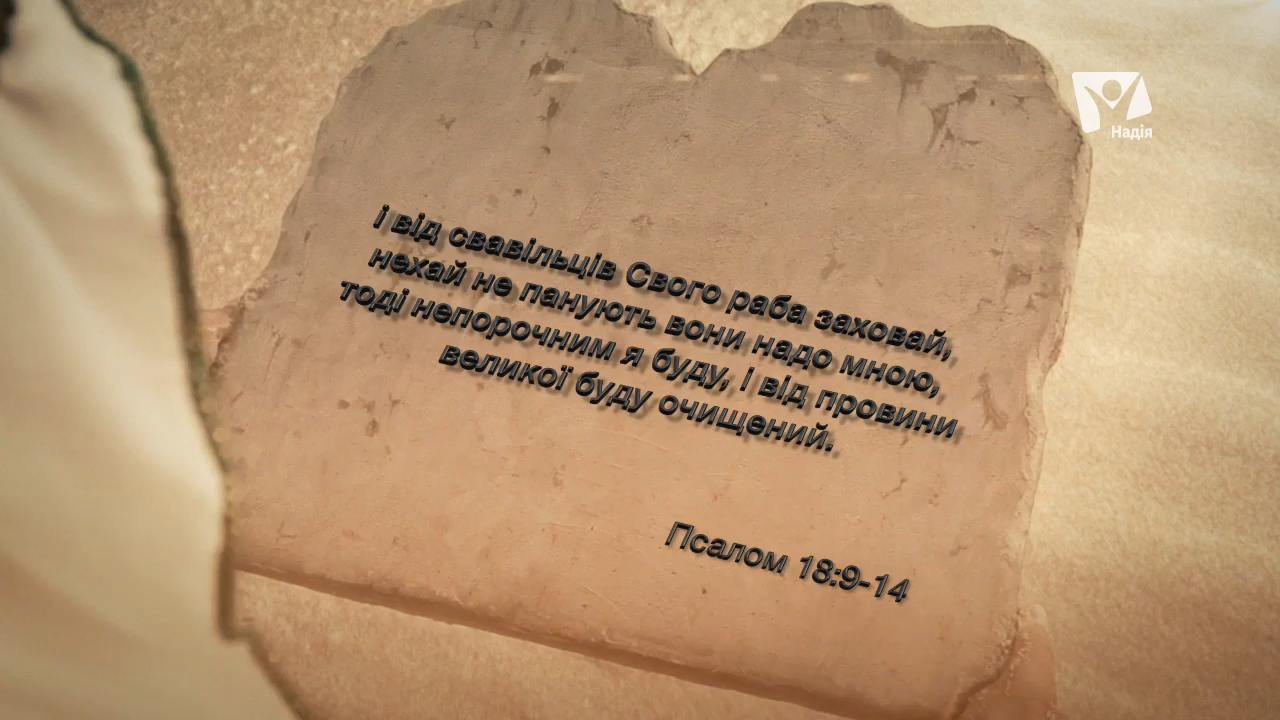 Надія
і від свавільців Свого раба заховай,
нехай не панують вони надо мною,
тоді непорочним я буду, і від провини
великої буду очищений.
Псалом 18:9-14